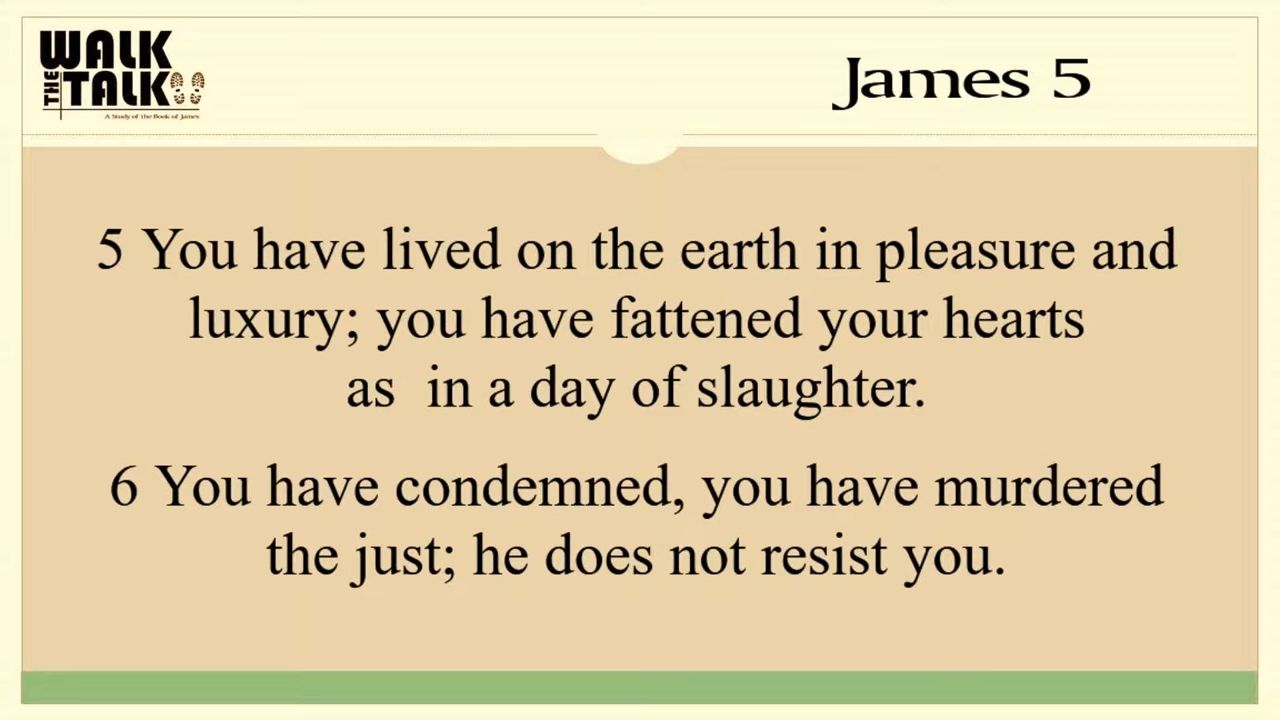 WALK
THE TALK
A Study of the Book of James
James 5
5 You have lived on the earth in pleasure and
luxury; you have fattened your hearts
as  in a day of slaughter.
6 You have condemned, you have murdered
the just; he does not resist you.